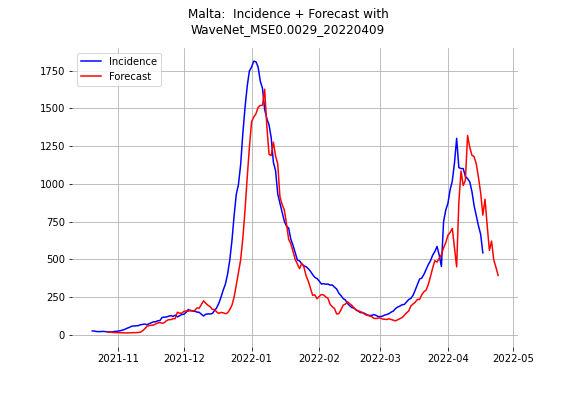 Malta:  Incidence + Forecast with
WaveNet_MSE0.0029_20220409
Incidence
Forecast
1750
1500
1250
1000
750
500
250
0
2021-11 2021-12 2022-01 2022-02 2022-03 2022-04 2022-05